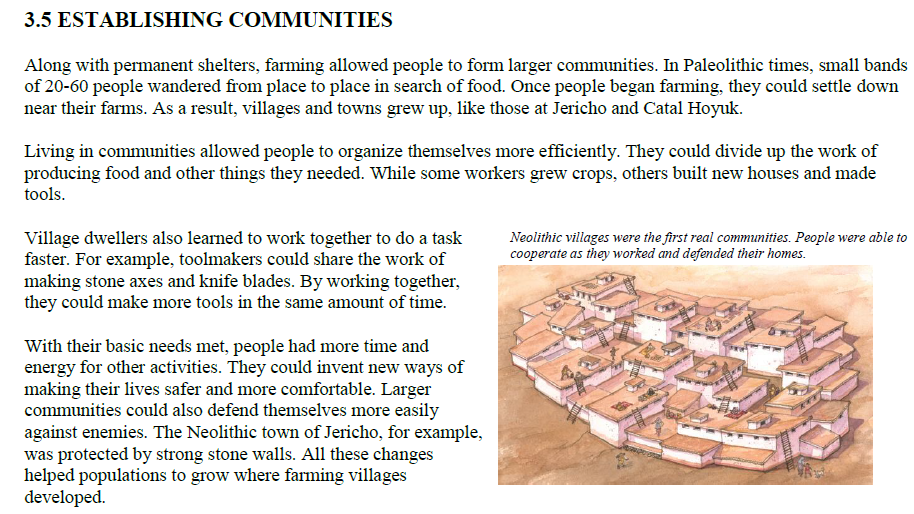 3.5 ESTABLISHING COMMUNITIES
Along with permanent shelters, farming allowed people to form larger communities. In Paleolithic times, small bands
of 20-60 people wandered from place to place in search of food. Once people began farming, they could settle down
near their farms. As a result, villages and towns grew up, like those at Jericho and Catal Hoyuk.
Living in communities allowed people to organize themselves more efficiently. They could divide up the work of
producing food and other things they needed. While some workers grew crops, others built new houses and made
tools.
Village dwellers also learned to work together to do a task
faster. For example, toolmakers could share the work of
making stone axes and knife blades. By working together,
they could make more tools in the same amount of time.
With their basic needs met, people had more time and
energy for other activities. They could invent new ways of
making their lives safer and more comfortable. Larger
communities could also defend themselves more easily
against enemies. The Neolithic town of Jericho, for example,
was protected by strong stone walls. All these changes
helped populations to grow where farming villages
developed.
Neolithic villages were the first real communities. People were able to
cooperate as they worked and defended their homes.